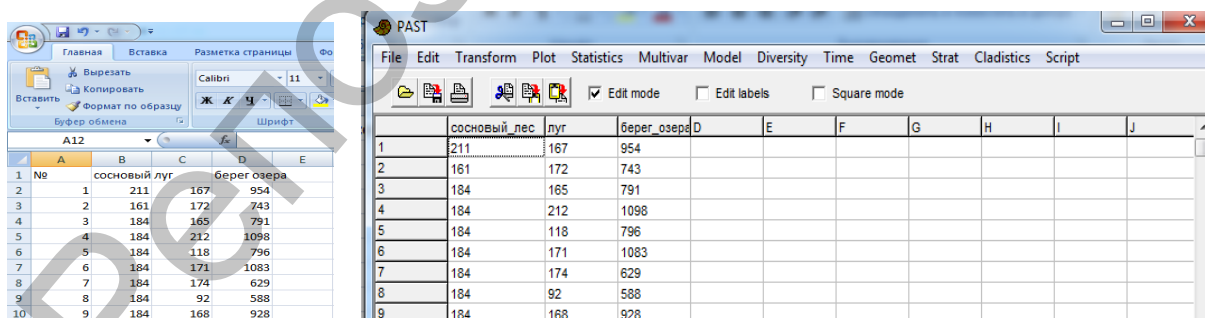 Главная Вставка Разметка страницы Фо
Вырезать
Копировать
Формат по образцу
Вставить
Буфер обмена
Calibri 11
Ж К Ч
Шрифт
A12 fx
A B C D E
1 № сосновый луг берег озера
2 1 211 167 954
3 2 161 172 743
4 3 184 165 791
5 4 184 212 1098
6 5 184 118 796
7 6 184 171 1083
8 7 184 174 629
9 8 184 92 588
10 9 184 168 928
PAST
File Edit Transform Plot Statistics Multivar Model Diversity Time Geomet Strat Cladistics Script
Edit mode Edit labels Square mode
сосновый_лес луг берег_озера D E F G H I J
1 211 167 954
2 161 172 743
3 184 165 791
4 184 212 1098
5 184 118 796
6 184 171 1083
7 184 174 629
8 184 92 588
9 184 168 928